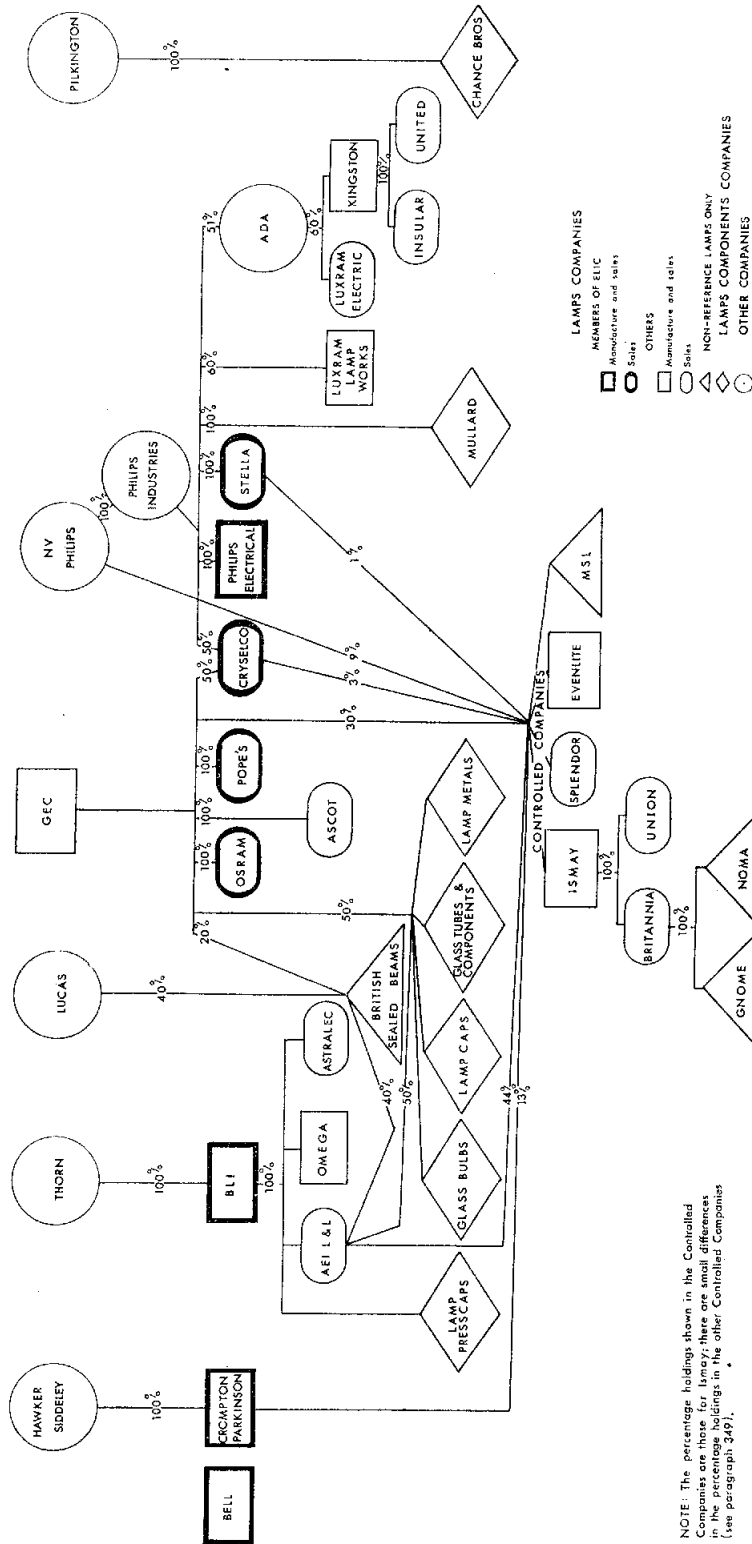 HAWKER
SIDDELEY
THORN
LUCAS
GEC
NV
PHILIPS
100%
PHILIPS
INDUSTRIES
PILKINGTON
100%
100%
40%
51%
100%
20%
BELL
CROMPTON
PARKINSON
BLI
100%
OSRAM
100%
100%
POPE'S
100%
50%
50%
CRYSELCO
PHILIPS
ELECTRICAL
100%
STELLA
100%
100%
60%
ADA
60%
100%
AEI L & L
OMEGA
ASTRALEC
BRITISH
SEALED BEAMS
50%
ASCOT
30%
3%
9%
1%
LUXRAM
LAMP
WORKS
LUXRAM
ELECTRIC
KINGSTON
100%
INSULAR
UNITED
40%
50%
LAMP
PRESSCAPS
GLASS BULBS
LAMP CAPS
GLASS TUBES &
COMPONENTS
LAMP METALS
MULLARD
CHANCE BROS
44%
13%
CONTROLLED COMPANIES
ISMAY
SPLENDOR
EVENLITE
MSL
100%
BRITANNIA
UNION
100%
GNOME
NOMA
LAMPS COMPANIES
MEMBERS OF ELIC
Manufacture and sales
Sales
OTHERS
Manufacture and sales
Sales
NON-REFERENCE LAMPS ONLY
LAMPS COMPONENTS COMPANIES
OTHER COMPANIES
NOTE: The percentage holdings shown in the Controlled
Companies are those for Ismay; there are small differences
in the percentage holdings in the other Controlled Companies
(see paragraph 349).